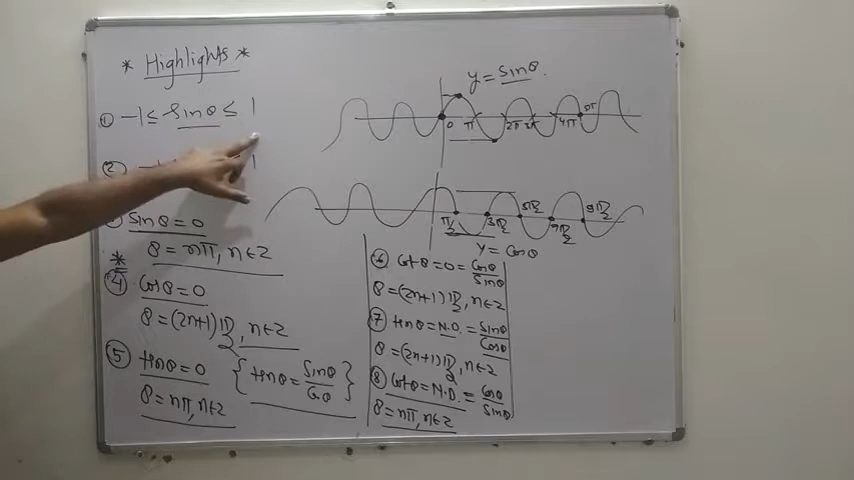 * Highlights *
① -1 ≤ Sinθ ≤ 1
② -1 1
Sinθ = 0
θ = nπ, n∈Z
*
④ Cosθ = 0
θ = (2n+1)π/2, n∈Z
⑤ tanθ = 0 {tanθ = Sinθ/Cosθ}
θ = nπ, n∈Z
y = Sinθ.
0 π 2π 3π 4π 5π
π/2 3π/2 5π/2 7π/2 9π/2
y = Cosθ
⑥ Cotθ = 0 = Cosθ/Sinθ
θ = (2n+1)π/2, n∈Z
⑦ tanθ = N.D. = Sinθ/Cosθ
θ = (2n+1)π/2, n∈Z
⑧ Cotθ = N.D. = Cosθ/Sinθ
θ = nπ, n∈Z